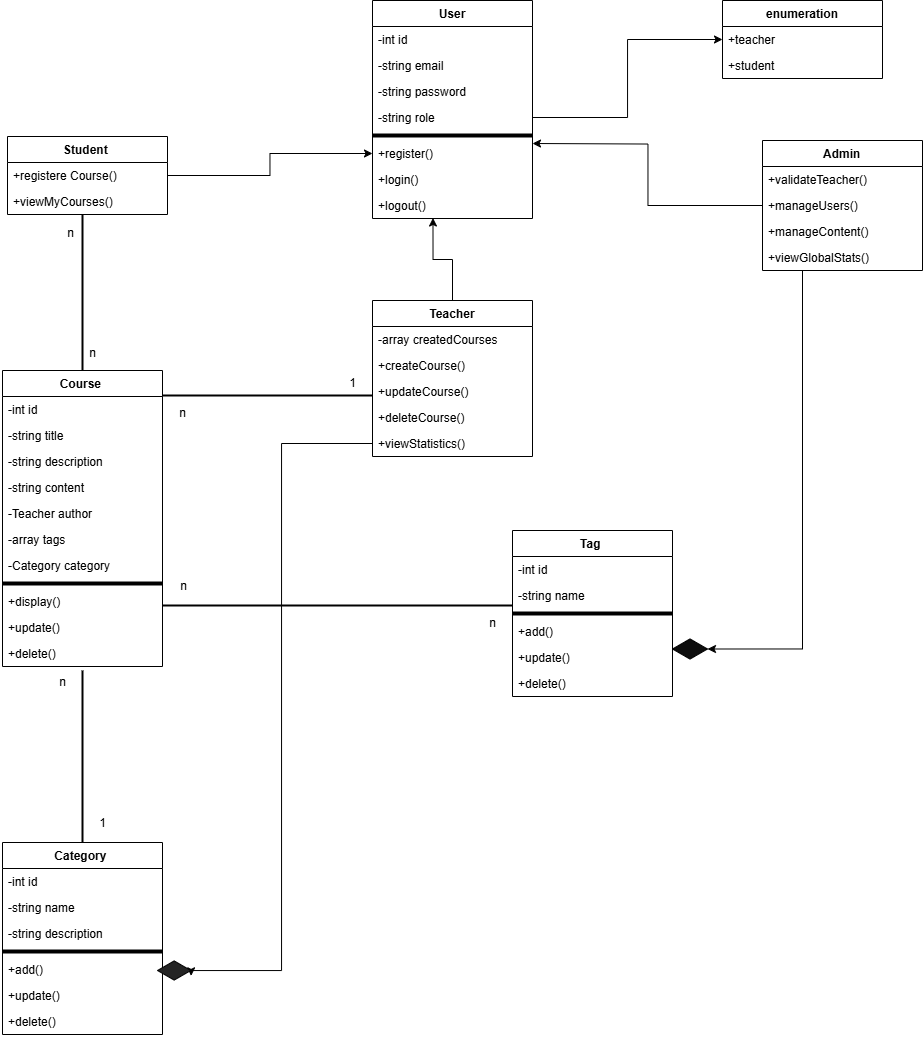 User
-int id
-string email
-string password
-string role
+register()
+login()
+logout()
enumeration
+teacher
+student
Student
+registere Course()
+viewMyCourses()
Admin
+validateTeacher()
+manageUsers()
+manageContent()
+viewGlobalStats()
n
n
Teacher
-array createdCourses
+createCourse()
+updateCourse()
+deleteCourse()
+viewStatistics()
1
n
Course
-int id
-string title
-string description
-string content
-Teacher author
-array tags
-Category category
+display()
+update()
+delete()
n
n
Tag
-int id
-string name
+add()
+update()
+delete()
n
1
Category
-int id
-string name
-string description
+add()
+update()
+delete()